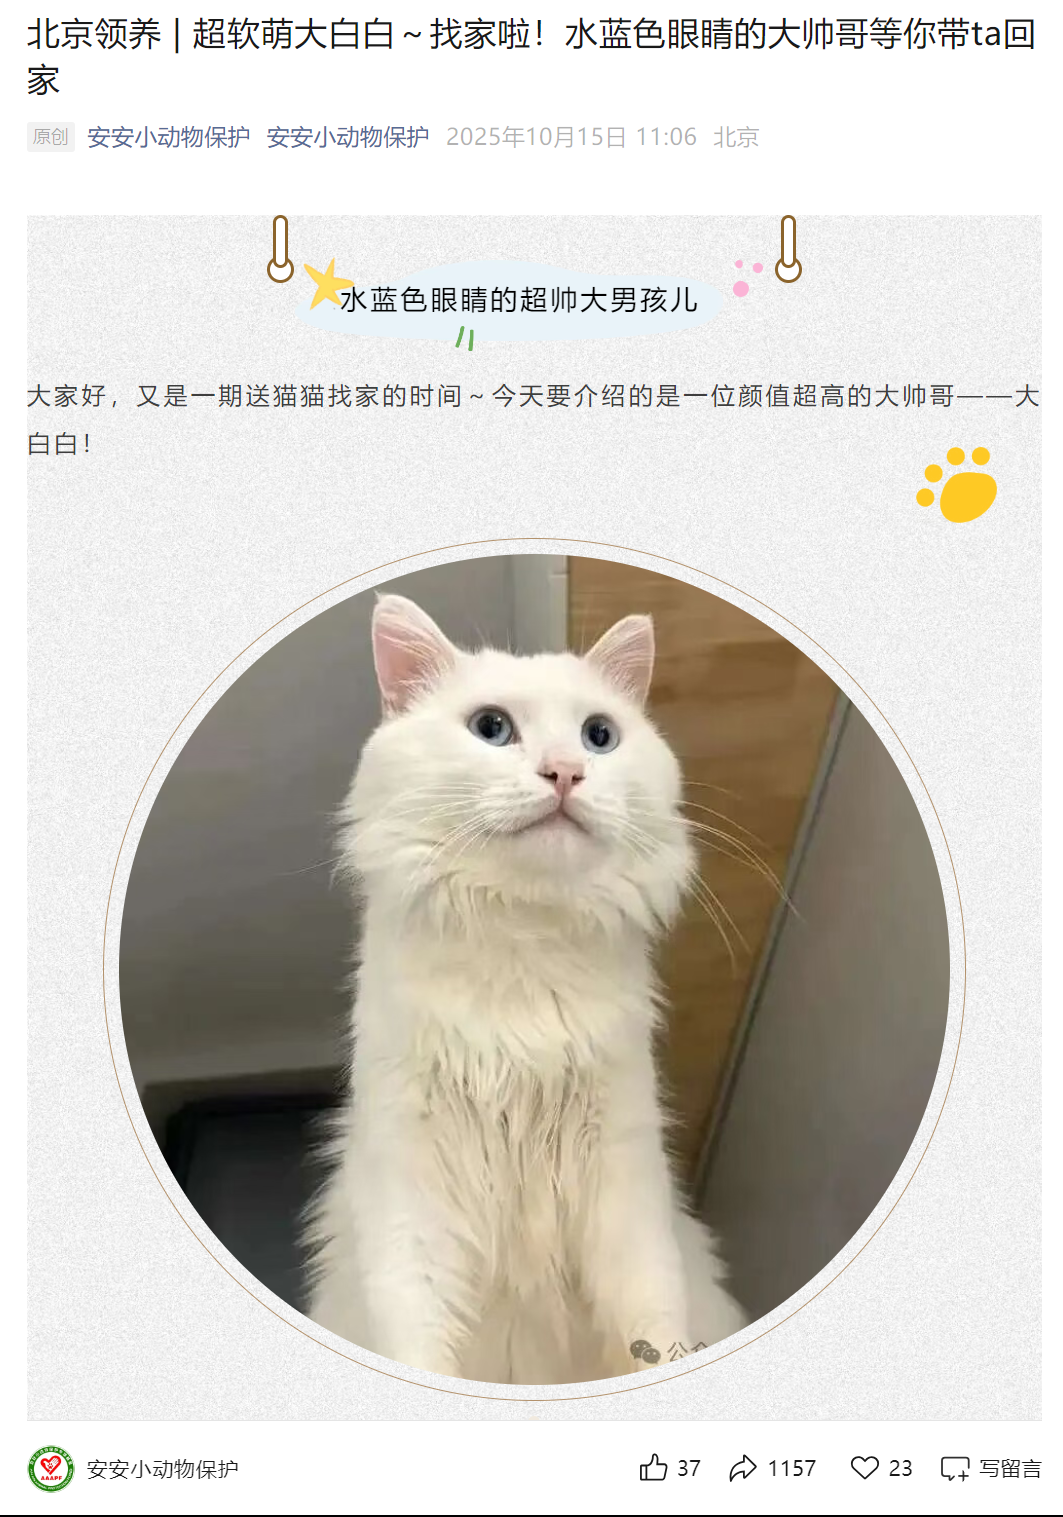 北京领养 | 超软萌大白白～找家啦！水蓝色眼睛的大帅哥等你带ta回
家
原创 安安小动物保护 安安小动物保护 2025年10月15日 11:06 北京
水蓝色眼睛的超帅大男孩儿
大家好，又是一期送猫猫找家的时间～今天要介绍的是一位颜值超高的大帅哥——大
白白！
公众
AAAPF
安安小动物保护 37 1157 23 写留言